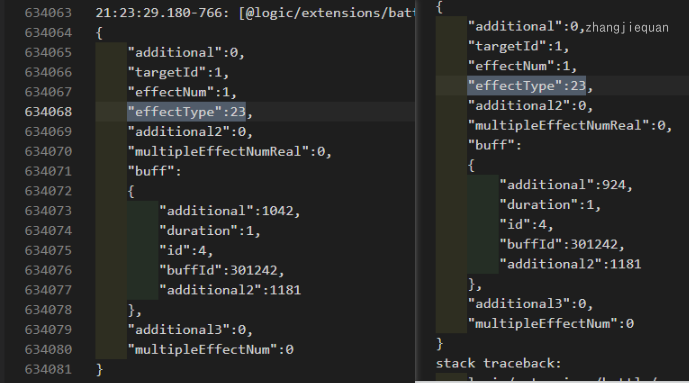 634063 21:23:29.180-766: [@logic/extensions/bat
634064 {
634065 "additional":0,
634066 "targetId":1,
634067 "effectNum":1,
634068 "effectType":23,
634069 "additional2":0,
634070 "multipleEffectNumReal":0,
634071 "buff":
634072 {
634073 "additional":1042,
634074 "duration":1,
634075 "id":4,
634076 "buffId":301242,
634077 "additional2":1181
634078 },
634079 "additional3":0,
634080 "multipleEffectNum":0
634081 }
{
"additional":0,zhangjiequan
"targetId":1,
"effectNum":1,
"effectType":23,
"additional2":0,
"multipleEffectNumReal":0,
"buff":
{
"additional":924,
"duration":1,
"id":4,
"buffId":301242,
"additional2":1181
},
"additional3":0,
"multipleEffectNum":0
}
stack traceback: